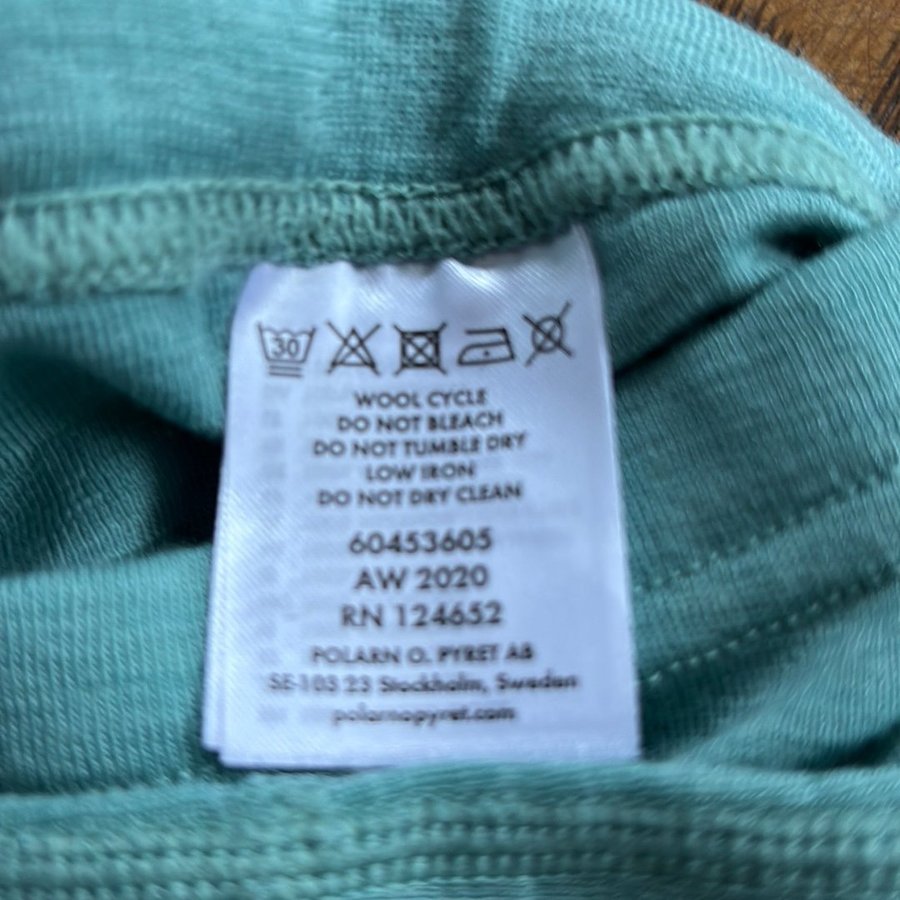 30
WOOL CYCLE
DO NOT BLEACH
DO NOT TUMBLE DRY
LOW IRON
DO NOT DRY CLEAN
60453605
AW 2020
RN 124652
POLARN O. PYRET AB
SE-103 23 Stockholm, Sweden
polarnopyret.com